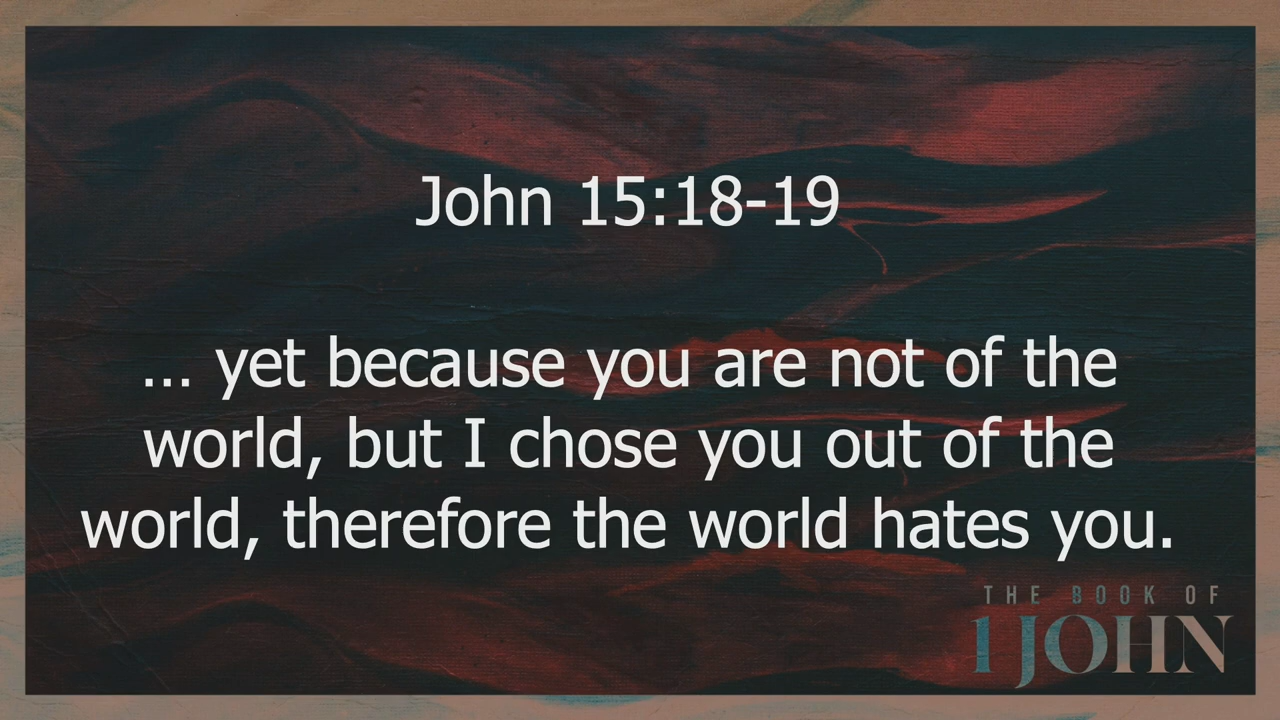 John 15:18-19
... yet because you are not of the
world, but I chose you out of the
world, therefore the world hates you.
THE BOOK OF
1 JOHN